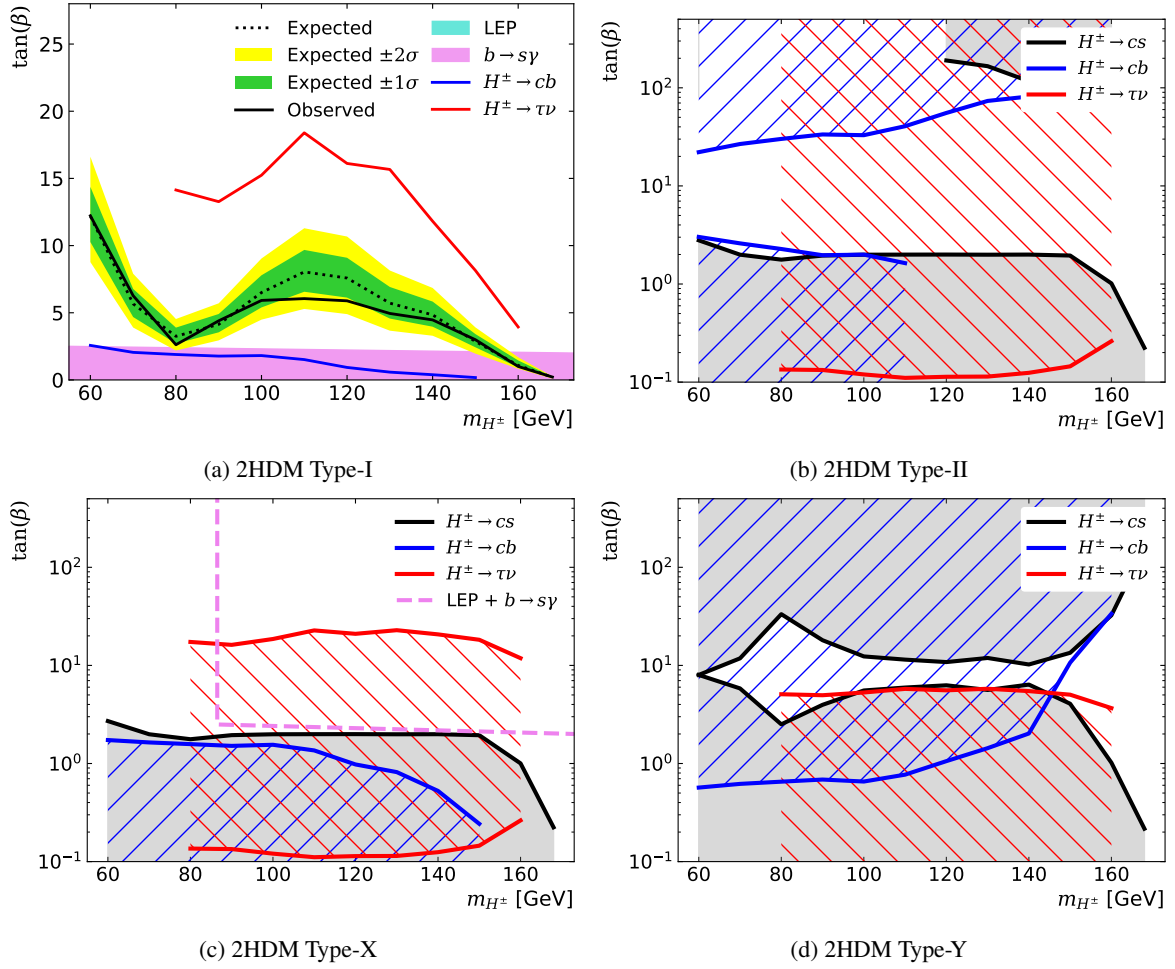 tan(β)
25
20
15
10
5
0
60 80 100 120 140 160
m_{H^±} [GeV]
Expected
Expected ±2σ
Expected ±1σ
Observed
LEP
b→sγ
H^±→cb
H^±→τν
(a) 2HDM Type-I
tan(β)
10^2
10^1
10^0
10^{−1}
60 80 100 120 140 160
m_{H^±} [GeV]
H^±→cs
H^±→cb
H^±→τν
(b) 2HDM Type-II
tan(β)
10^2
10^1
10^0
10^{−1}
60 80 100 120 140 160
m_{H^±} [GeV]
H^±→cs
H^±→cb
H^±→τν
LEP + b→sγ
(c) 2HDM Type-X
tan(β)
10^2
10^1
10^0
10^{−1}
60 80 100 120 140 160
m_{H^±} [GeV]
H^±→cs
H^±→cb
H^±→τν
(d) 2HDM Type-Y